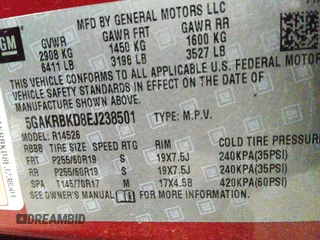 GM
MFD BY GENERAL MOTORS LLC
GVWR GAWR FRT GAWR RR
2908 KG 1450 KG 1600 KG
6411 LB 3196 LB 3527 LB
THIS VEHICLE CONFORMS TO ALL APPLICABLE U.S. FEDERAL MOTOR
VEHICLE SAFETY STANDARDS IN EFFECT ON THE DATE OF
MANUFACTURE SHOWN ABOVE.
5GAKRBKD8EJ238501 TYPE: M.P.V.
MODEL: R14526
RBBB TIRE SIZE SPEED RTG RIM COLD TIRE PRESSURE
FRT P255/60R19 S 19X7.5J 240KPA(35PSI)
RR P255/60R19 S 19X7.5J 240KPA(35PSI)
SPA T145/70R17 M 17X4.5B 420KPA(60PSI)
SEE OWNER'S MANUAL FOR MORE INFORMATION.
DREAMBID